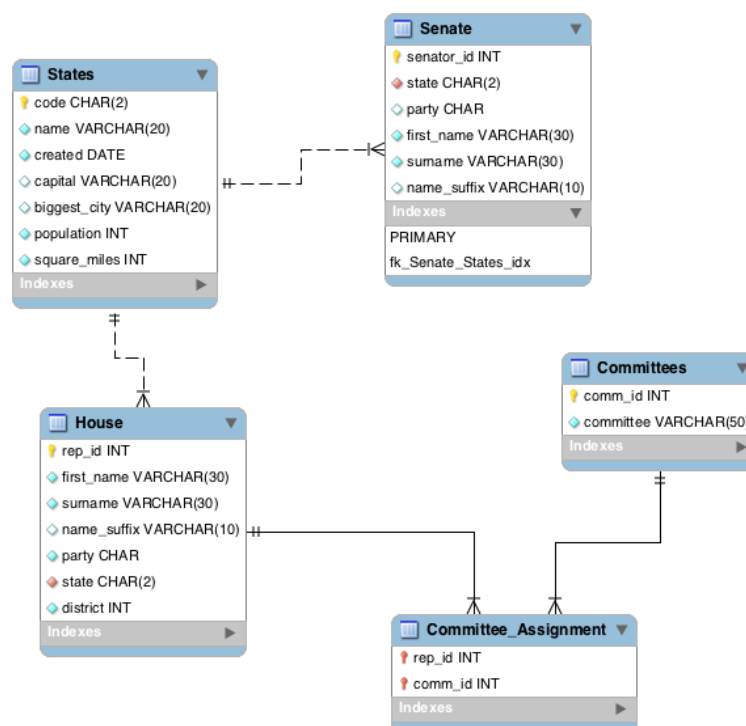 States
code CHAR(2)
name VARCHAR(20)
created DATE
capital VARCHAR(20)
biggest_city VARCHAR(20)
population INT
square_miles INT
Indexes
Senate
senator_id INT
state CHAR(2)
party CHAR
first_name VARCHAR(30)
surname VARCHAR(30)
name_suffix VARCHAR(10)
Indexes
PRIMARY
fk_Senate_States_idx
House
rep_id INT
first_name VARCHAR(30)
surname VARCHAR(30)
name_suffix VARCHAR(10)
party CHAR
state CHAR(2)
district INT
Indexes
Committees
comm_id INT
committee VARCHAR(50)
Indexes
Committee_Assignment
rep_id INT
comm_id INT
Indexes